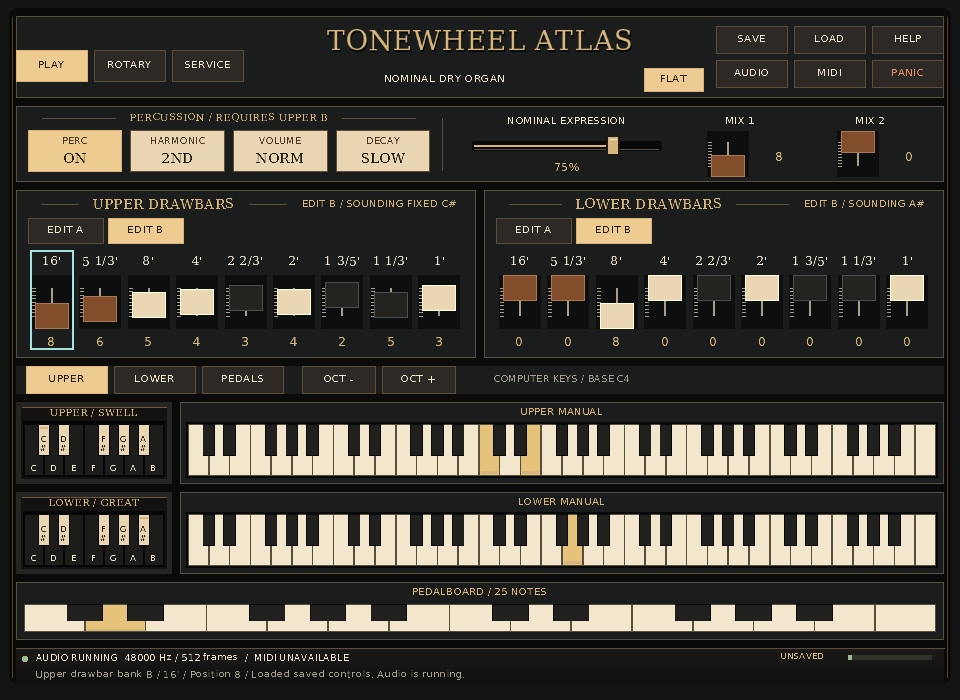 TONEWHEEL ATLAS
PLAY ROTARY SERVICE
NOMINAL DRY ORGAN
FLAT
SAVE LOAD HELP
AUDIO MIDI PANIC
PERCUSSION / REQUIRES UPPER B
PERC HARMONIC VOLUME DECAY
ON 2ND NORM SLOW
NOMINAL EXPRESSION
75%
MIX 1 MIX 2
8 0
UPPER DRAWBARS EDIT B / SOUNDING FIXED C#
EDIT A EDIT B
16' 5 1/3' 8' 4' 2 2/3' 2' 1 3/5' 1 1/3' 1'
8 6 5 4 3 4 2 5 3
LOWER DRAWBARS EDIT B / SOUNDING A#
EDIT A EDIT B
16' 5 1/3' 8' 4' 2 2/3' 2' 1 3/5' 1 1/3' 1'
0 0 8 0 0 0 0 0 0
UPPER LOWER PEDALS OCT - OCT + COMPUTER KEYS / BASE C4
UPPER / SWELL
C# D# F# G# A#
C D E F G A B
UPPER MANUAL
LOWER / GREAT
C# D# F# G# A#
C D E F G A B
LOWER MANUAL
PEDALBOARD / 25 NOTES
AUDIO RUNNING 48000 Hz / 512 frames / MIDI UNAVAILABLE
UNSAVED
Upper drawbar bank B / 16' / Position 8 / Loaded saved controls. Audio is running.